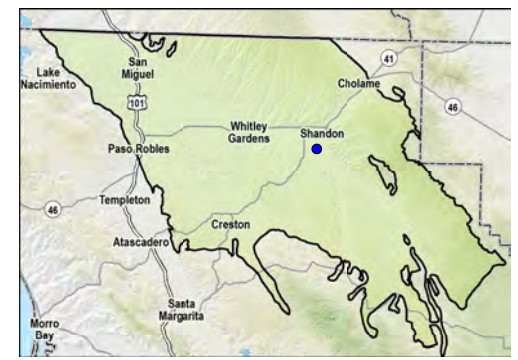 San
Miguel
Lake
Nacimiento
41
Cholame
101
46
Whitley
Gardens
Shandon
Paso Robles
Templeton
46
Creston
Atascadero
Santa
Margarita
Morro
Bay